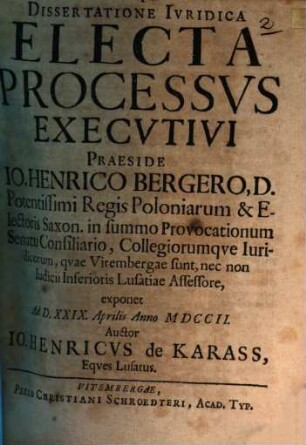 DISSERTATIONE IVRIDICA
2
ELECTA
PROCESSVS
EXECVTIVI
PRAESIDE
IO. HENRICO BERGERO, D.
Potentissimi Regis Poloniarum & E-
lectoris Saxon. in summo Provocationum
Senatu Consiliario, Collegiorumqve Iuri-
dicorum, qvae Vitembergae sunt, nec non
Iudicii Inferioris Lusatiae Assessore,
exponet
Ad D. XXIX. Aprilis Anno MDCCII.
Auctor
IO. HENRICVS de KARASS,
Eqves Lusatus.
VITEMBERGAE,
CHRISTIANI SCHROEDTERI, ACAD. TYP.